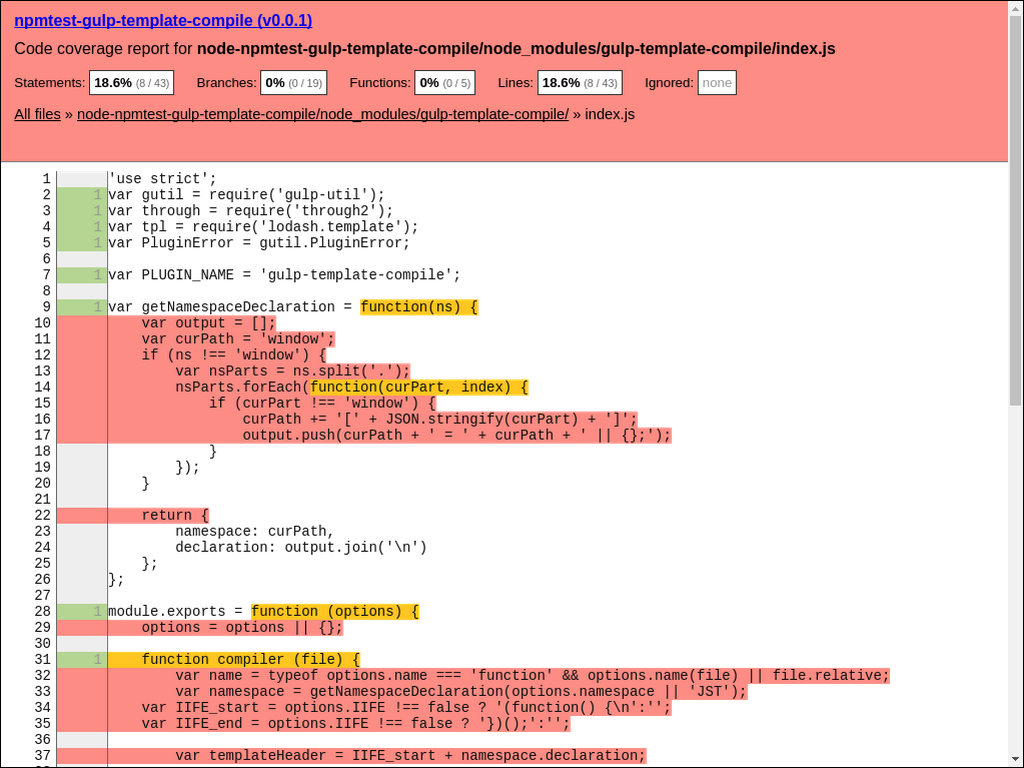 npmtest-gulp-template-compile (v0.0.1)
Code coverage report for node-npmtest-gulp-template-compile/node_modules/gulp-template-compile/index.js
Statements: 18.6% (8 / 43) Branches: 0% (0 / 19) Functions: 0% (0 / 5) Lines: 18.6% (8 / 43) Ignored: none
All files » node-npmtest-gulp-template-compile/node_modules/gulp-template-compile/ » index.js
1 'use strict';
2 1 var gutil = require('gulp-util');
3 1 var through = require('through2');
4 1 var tpl = require('lodash.template');
5 1 var PluginError = gutil.PluginError;
6
7 1 var PLUGIN_NAME = 'gulp-template-compile';
8
9 1 var getNamespaceDeclaration = function(ns) {
10     var output = [];
11     var curPath = 'window';
12     if (ns !== 'window') {
13         var nsParts = ns.split('.');
14         nsParts.forEach(function(curPart, index) {
15             if (curPart !== 'window') {
16                 curPath += '[' + JSON.stringify(curPart) + ']';
17                 output.push(curPath + ' = ' + curPath + ' || {};');
18             }
19         });
20     }
21
22     return {
23         namespace: curPath,
24         declaration: output.join('\n')
25     };
26 };
27
28 1 module.exports = function (options) {
29     options = options || {};
30
31 1     function compiler (file) {
32         var name = typeof options.name === 'function' && options.name(file) || file.relative;
33         var namespace = getNamespaceDeclaration(options.namespace || 'JST');
34     var IIFE_start = options.IIFE !== false ? '(function() {\n':'';
35     var IIFE_end = options.IIFE !== false ? '})();':'';
36
37         var templateHeader = IIFE_start + namespace.declaration;